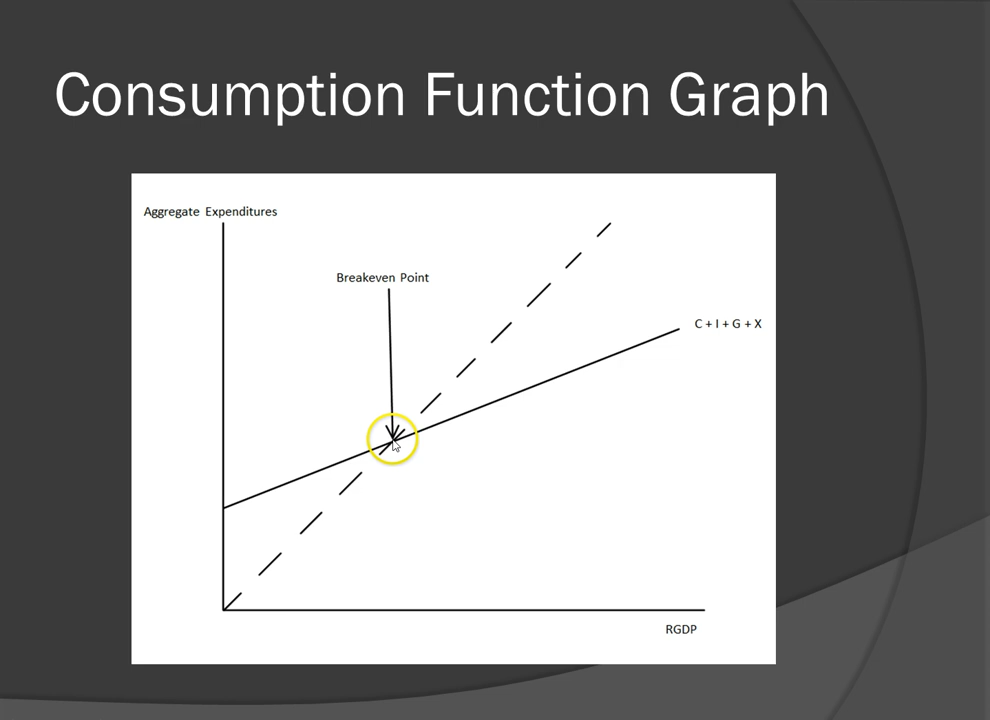 Consumption Function Graph
Aggregate Expenditures
Breakeven Point
C + I + G + X
RGDP